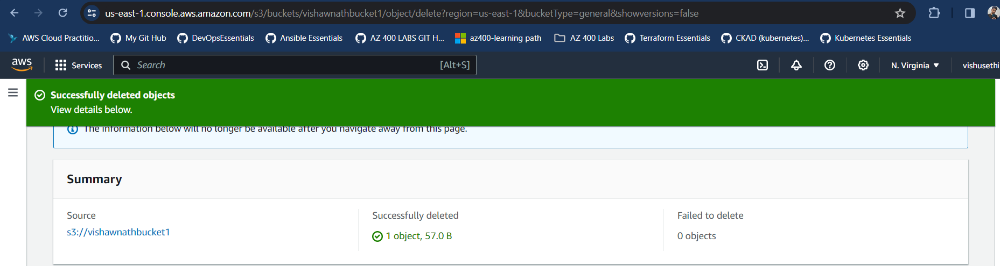 us-east-1.console.aws.amazon.com/s3/buckets/vishawnathbucket1/object/delete?region=us-east-1&bucketType=general&showversions=false
AWS Cloud Practitio... My Git Hub DevOpsEssentials Ansible Essentials AZ 400 LABS GIT H... az400-learning path AZ 400 Labs Terraform Essentials CKAD (kubernetes)... Kubernetes Essentials
aws Services Search [Alt+S] N. Virginia vishusethi
Successfully deleted objects
View details below.
The information below will no longer be available after you navigate away from this page.
Summary
Source Successfully deleted Failed to delete
s3://vishawnathbucket1 1 object, 57.0 B 0 objects